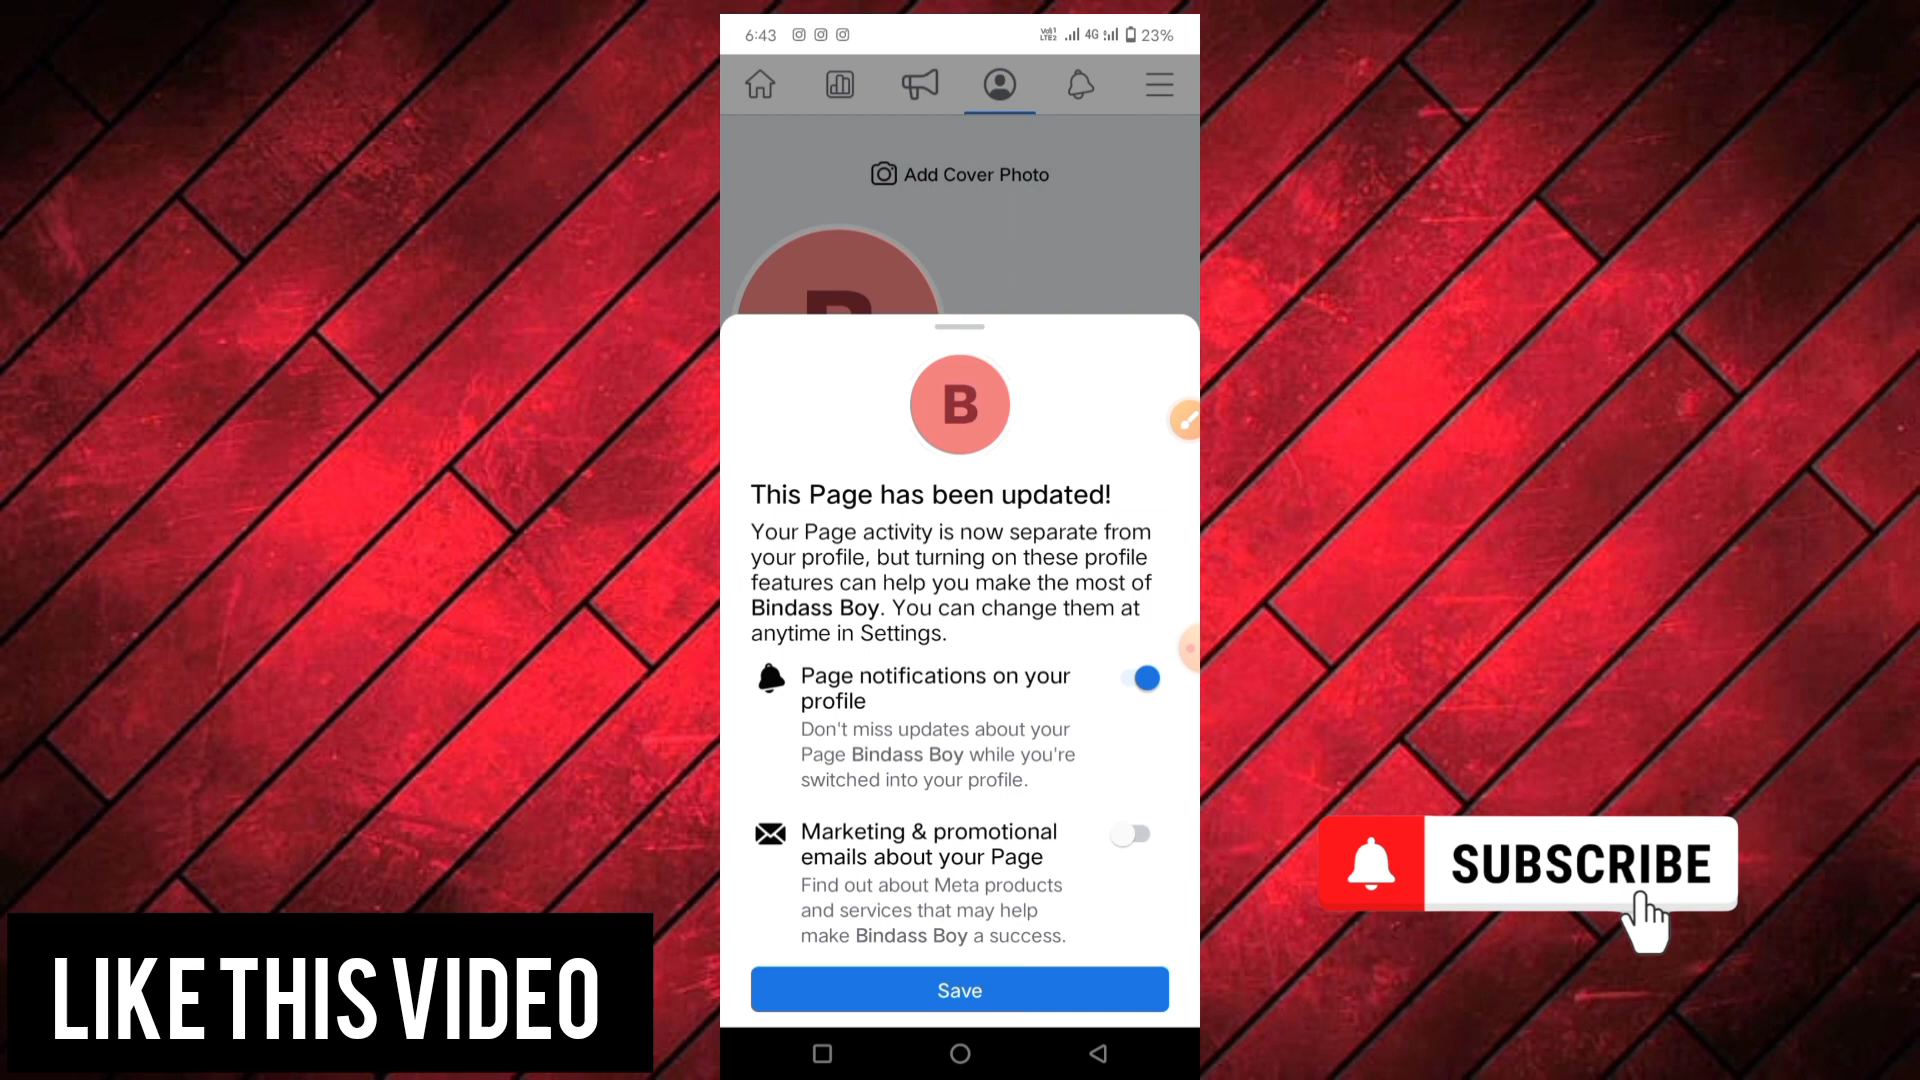 6:43
Vo)) 1
LTE2
4G
23%
Add Cover Photo
B
This Page has been updated!
Your Page activity is now separate from
your profile, but turning on these profile
features can help you make the most of
Bindass Boy. You can change them at
anytime in Settings.
Page notifications on your
profile
Don't miss updates about your
Page Bindass Boy while you're
switched into your profile.
Marketing & promotional
emails about your Page
Find out about Meta products
and services that may help
make Bindass Boy a success.
Save
LIKE THIS VIDEO
SUBSCRIBE